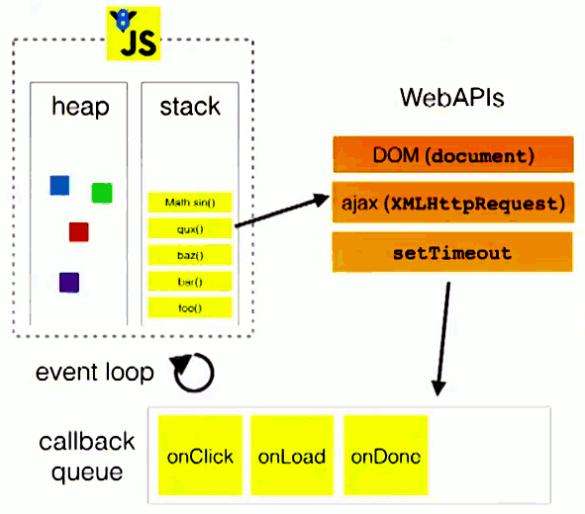 JS
heap
stack
WebAPIs
Math sin()
qux()
baz()
bar()
foo()
DOM (document)
ajax (XMLHttpRequest)
setTimeout
event loop
callback
queue
onClick
onLoad
onDone